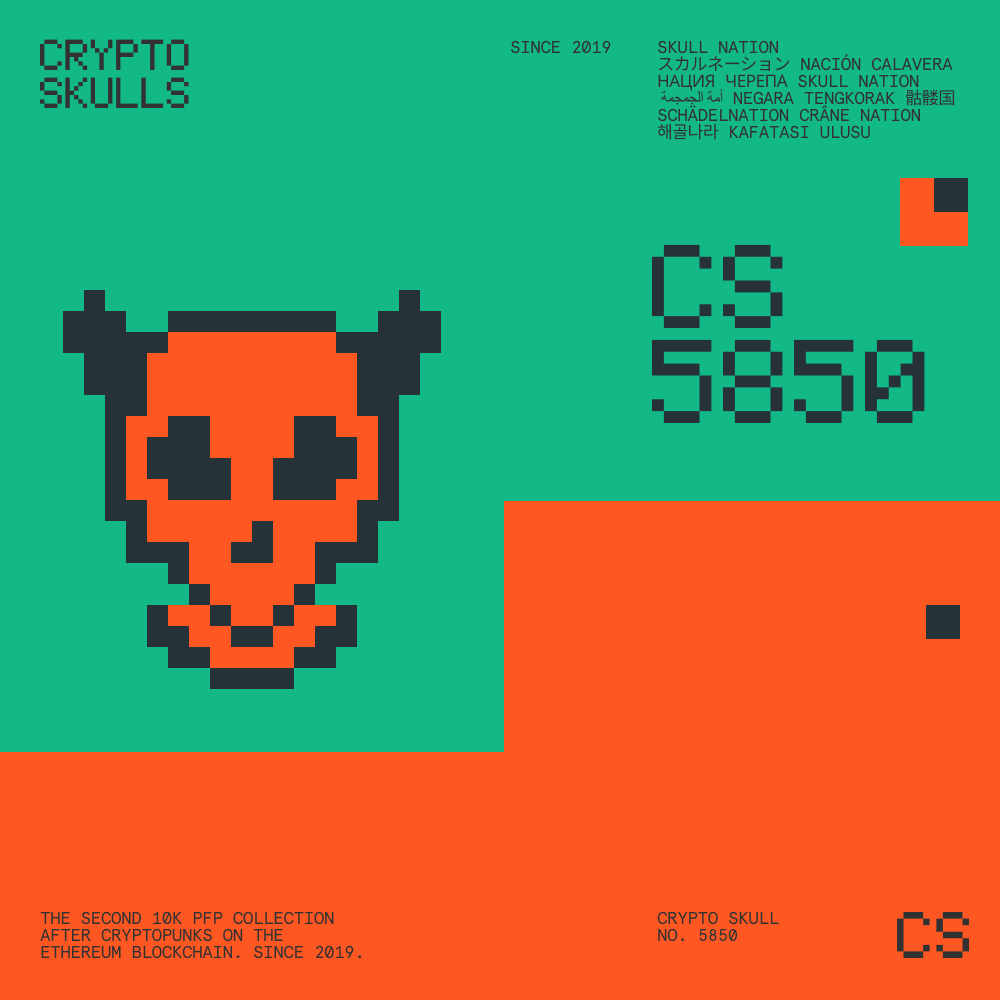 CRYPTO
SKULLS
SINCE 2019
SKULL NATION
スカルネーション NACIÓN CALAVERA
НАЦИЯ ЧЕРЕПА SKULL NATION
أمة الجمجمة NEGARA TENGKORAK 骷髅国
SCHÄDELNATION CRÂNE NATION
해골나라 KAFATASI ULUSU
CS
5850
THE SECOND 10K PFP COLLECTION
AFTER CRYPTOPUNKS ON THE
ETHEREUM BLOCKCHAIN. SINCE 2019.
CRYPTO SKULL
NO. 5850
CS